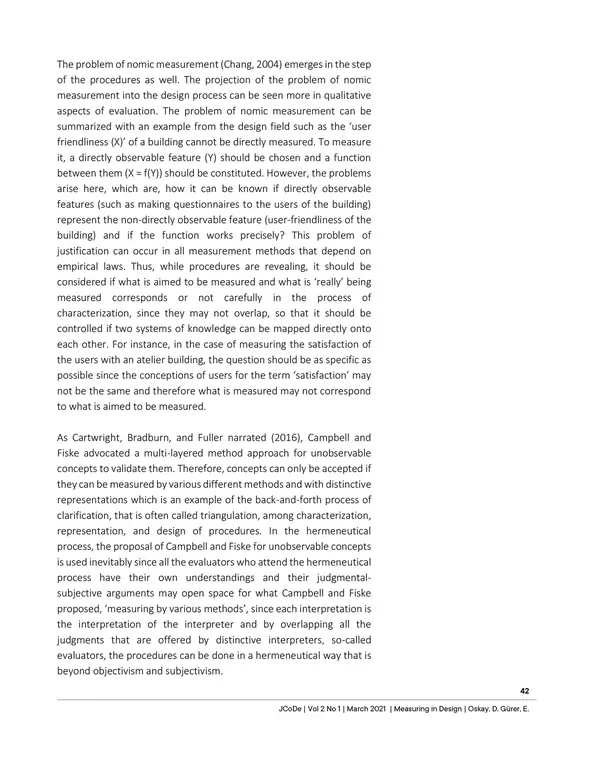 The problem of nomic measurement (Chang, 2004) emerges in the step
of the procedures as well. The projection of the problem of nomic
measurement into the design process can be seen more in qualitative
aspects of evaluation. The problem of nomic measurement can be
summarized with an example from the design field such as the ‘user
friendliness (X)’ of a building cannot be directly measured. To measure
it, a directly observable feature (Y) should be chosen and a function
between them (X = f(Y)) should be constituted. However, the problems
arise here, which are, how it can be known if directly observable
features (such as making questionnaires to the users of the building)
represent the non-directly observable feature (user-friendliness of the
building) and if the function works precisely? This problem of
justification can occur in all measurement methods that depend on
empirical laws. Thus, while procedures are revealing, it should be
considered if what is aimed to be measured and what is ‘really’ being
measured corresponds or not carefully in the process of
characterization, since they may not overlap, so that it should be
controlled if two systems of knowledge can be mapped directly onto
each other. For instance, in the case of measuring the satisfaction of
the users with an atelier building, the question should be as specific as
possible since the conceptions of users for the term ‘satisfaction’ may
not be the same and therefore what is measured may not correspond
to what is aimed to be measured.
As Cartwright, Bradburn, and Fuller narrated (2016), Campbell and
Fiske advocated a multi-layered method approach for unobservable
concepts to validate them. Therefore, concepts can only be accepted if
they can be measured by various different methods and with distinctive
representations which is an example of the back-and-forth process of
clarification, that is often called triangulation, among characterization,
representation, and design of procedures. In the hermeneutical
process, the proposal of Campbell and Fiske for unobservable concepts
is used inevitably since all the evaluators who attend the hermeneutical
process have their own understandings and their judgmental-
subjective arguments may open space for what Campbell and Fiske
proposed, ‘measuring by various methods’, since each interpretation is
the interpretation of the interpreter and by overlapping all the
judgments that are offered by distinctive interpreters, so-called
evaluators, the procedures can be done in a hermeneutical way that is
beyond objectivism and subjectivism.
42
JCoDe | Vol 2 No 1 | March 2021 | Measuring in Design | Oskay, D. Gürer, E.